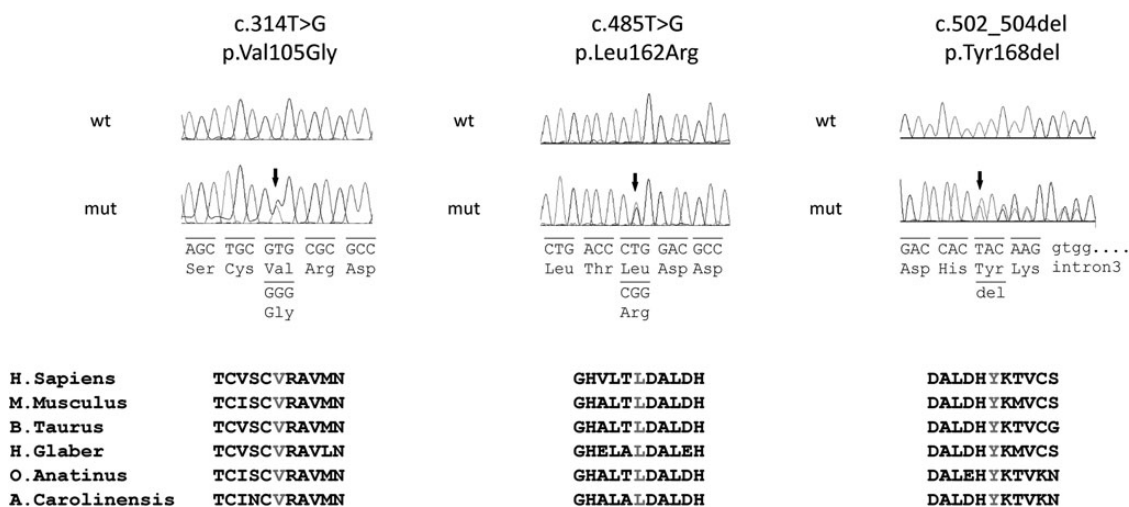 c.314T>G
p.Val105Gly
c.485T>G
p.Leu162Arg
c.502_504del
p.Tyr168del
wt
wt
wt
mut
mut
mut
AGC TGC GTG CGC GCC
Ser Cys Val Arg Asp
GGG
Gly
CTG ACC CTG GAC GCC
Leu Thr Leu Asp Asp
CGG
Arg
GAC CAC TAC AAG gtgg....
Asp His Tyr Lys intron3
del
H.Sapiens TCVSCVRAVMN GHVLTLDALDH DALDHYKTVCS
M.Musculus TCISCVRAVMN GHALTLDALDH DALDHYKMVCS
B.Taurus TCVSCVRAVMN GHALTLDALDH DALDHYKTVCG
H.Glaber TCVSCVRAVLN GHELALDALEH DALDHYKMVCS
O.Anatinus TCISCVRAVMN GHALTLDALDH DALEHYKTVKN
A.Carolinensis TCINCVRAVMN GHALALDALDH DALDHYKTVKN